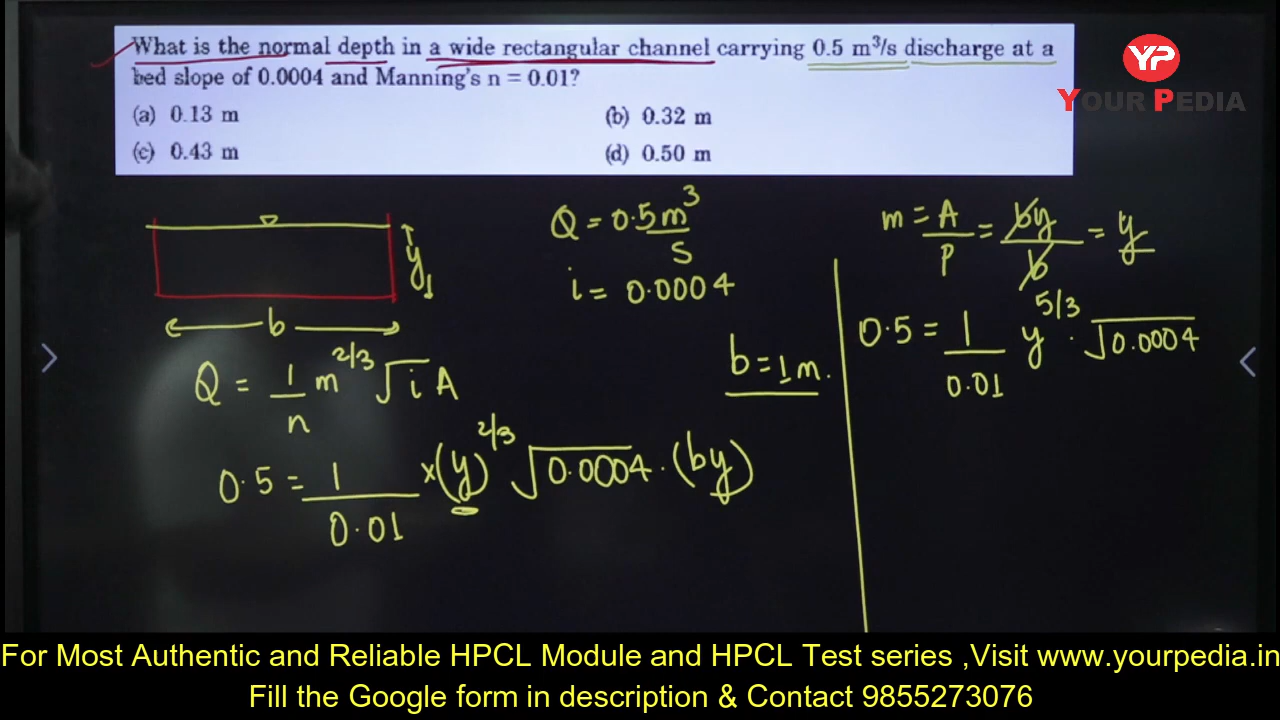 What is the normal depth in a wide rectangular channel carrying 0.5 m³/s discharge at a
bed slope of 0.0004 and Manning's n = 0.01?
(a) 0.13 m
(b) 0.32 m
(c) 0.43 m
(d) 0.50 m
YP
YOUR PEDIA
y
b
Q = 0.5 m³/s
i = 0.0004
Q = 1/n m^2/3 √i A
b = 1m.
0.5 = 1/0.01 × (y)^2/3 √0.0004 · (by)
m = A/P = by/b = y
0.5 = 1/0.01 y^5/3 · √0.0004
For Most Authentic and Reliable HPCL Module and HPCL Test series ,Visit www.yourpedia.in
Fill the Google form in description & Contact 9855273076